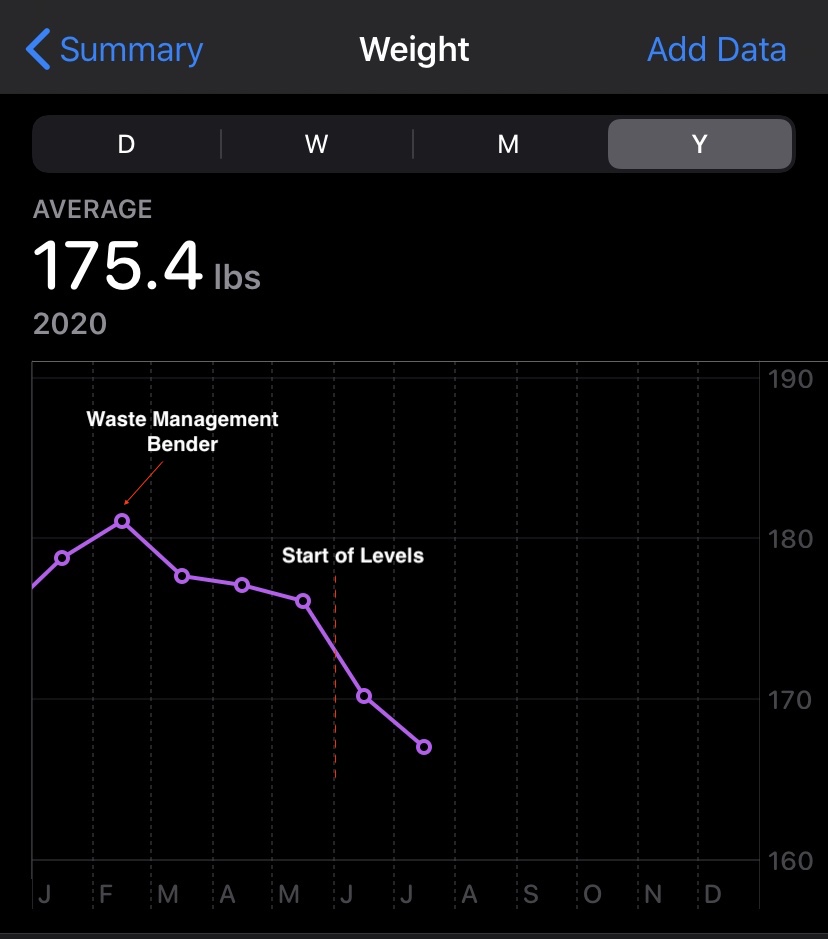 Summary Weight Add Data
D W M Y
AVERAGE
175.4 lbs
2020
190
Waste Management
Bender
180
Start of Levels
170
160
J F M A M J J A S O N D